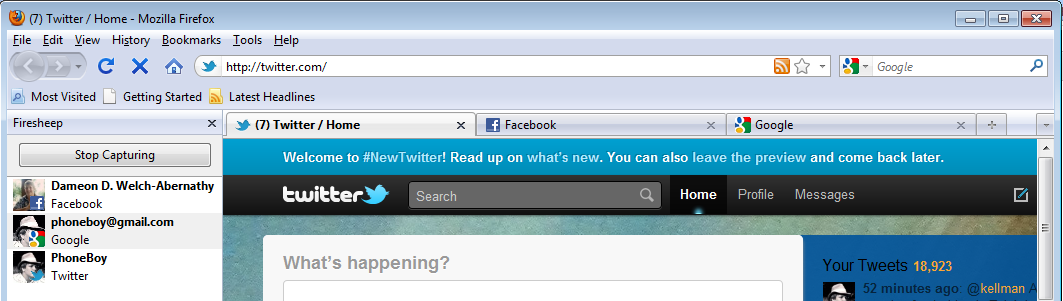 (7) Twitter / Home - Mozilla Firefox
File Edit View History Bookmarks Tools Help
http://twitter.com/ Google
Most Visited Getting Started Latest Headlines
Firesheep (7) Twitter / Home Facebook Google
Stop Capturing
Welcome to #NewTwitter! Read up on what's new. You can also leave the preview and come back later.
Dameon D. Welch-Abernathy
Facebook
twitter Search Home Profile Messages
phoneboy@gmail.com
Google
PhoneBoy
Twitter
What's happening?
Your Tweets 18,923
52 minutes ago: @kellman A